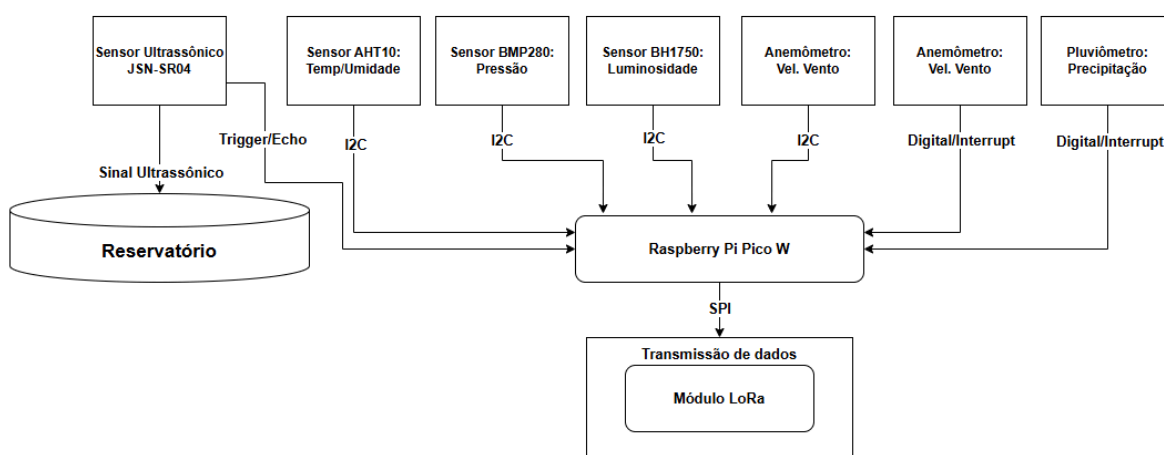 Sensor Ultrassônico
JSN-SR04
Sensor AHT10:
Temp/Umidade
Sensor BMP280:
Pressão
Sensor BH1750:
Luminosidade
Anemômetro:
Vel. Vento
Anemômetro:
Vel. Vento
Pluviômetro:
Precipitação
Trigger/Echo
I2C
I2C
I2C
I2C
Digital/Interrupt
Digital/Interrupt
Sinal Ultrassônico
Reservatório
Raspberry Pi Pico W
SPI
Transmissão de dados
Módulo LoRa